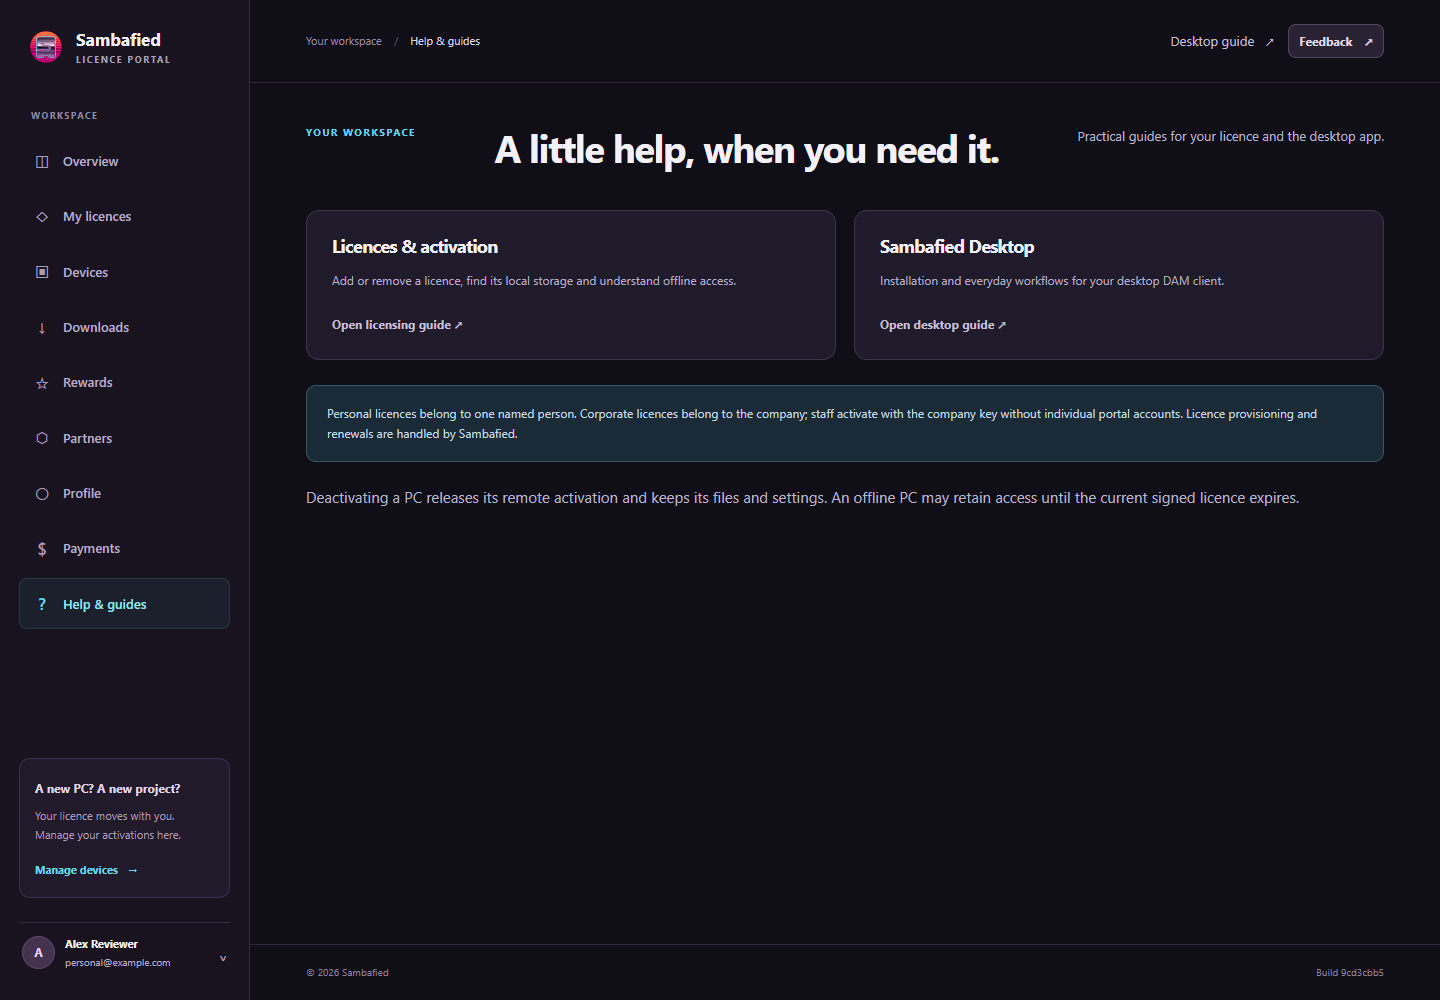 Sambafied
LICENCE PORTAL
WORKSPACE
Overview
My licences
Devices
Downloads
Rewards
Partners
Profile
$ Payments
? Help & guides
A new PC? A new project?
Your licence moves with you.
Manage your activations here.
Manage devices →
A
Alex Reviewer
personal@example.com
Your workspace / Help & guides
Desktop guide ↗
Feedback ↗
YOUR WORKSPACE
A little help, when you need it.
Practical guides for your licence and the desktop app.
Licences & activation
Add or remove a licence, find its local storage and understand offline access.
Open licensing guide ↗
Sambafied Desktop
Installation and everyday workflows for your desktop DAM client.
Open desktop guide ↗
Personal licences belong to one named person. Corporate licences belong to the company; staff activate with the company key without individual portal accounts. Licence provisioning and
renewals are handled by Sambafied.
Deactivating a PC releases its remote activation and keeps its files and settings. An offline PC may retain access until the current signed licence expires.
© 2026 Sambafied
Build 9cd3cbb5